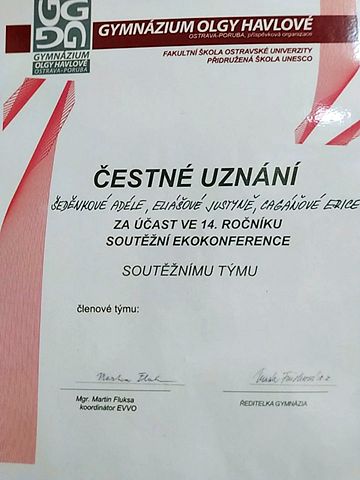 GYMNÁZIUM OLGY HAVLOVÉ
OSTRAVA-PORUBA, příspěvková organizace
FAKULTNÍ ŠKOLA OSTRAVSKÉ UNIVERZITY
PŘIDRUŽENÁ ŠKOLA UNESCO
GYMNÁZIUM
OLGY HAVLOVÉ
OSTRAVA-PORUBA
ČESTNÉ UZNÁNÍ
ŠEDĚNKOVÉ ADÉLE, ELIÁŠOVÉ JUSTÝNĚ, CAGÁŇOVÉ ERICE
ZA ÚČAST VE 14. ROČNÍKU
SOUTĚŽNÍ EKOKONFERENCE
SOUTĚŽNÍMU TÝMU
členové týmu:
Mgr. Martin Fluksa
koordinátor EVVO
ŘEDITELKA GYMNÁZIA